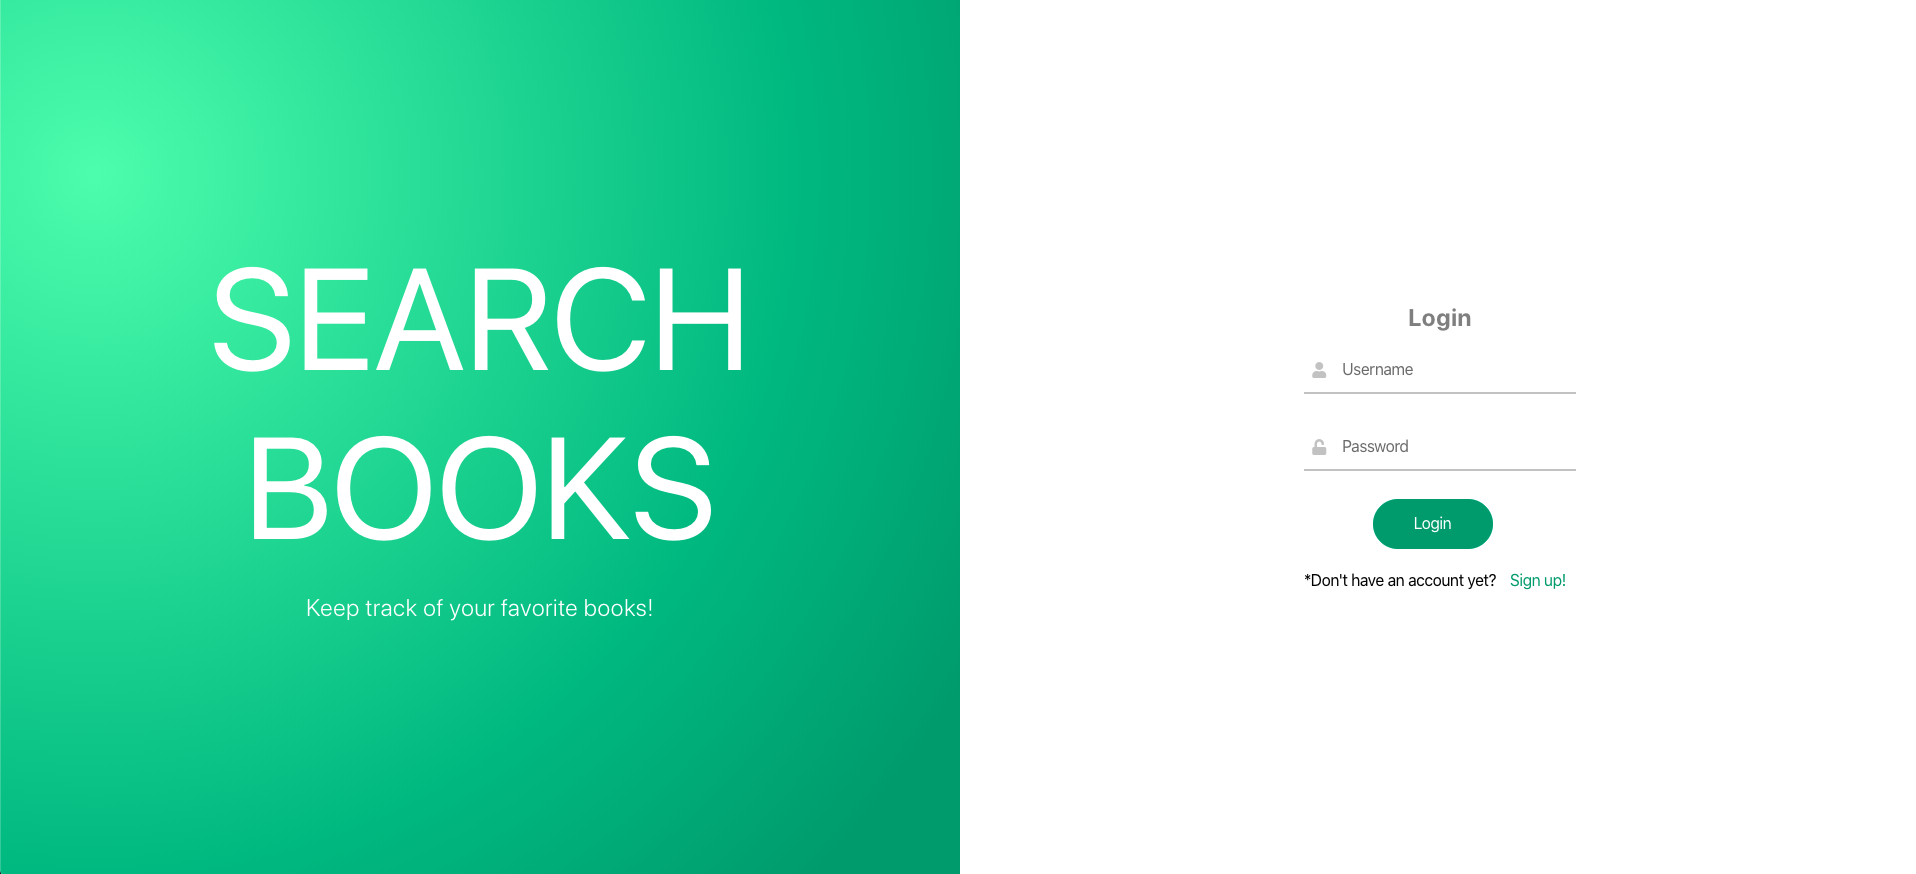 SEARCH
BOOKS
Keep track of your favorite books!
Login
Username
Password
Login
*Don't have an account yet? Sign up!